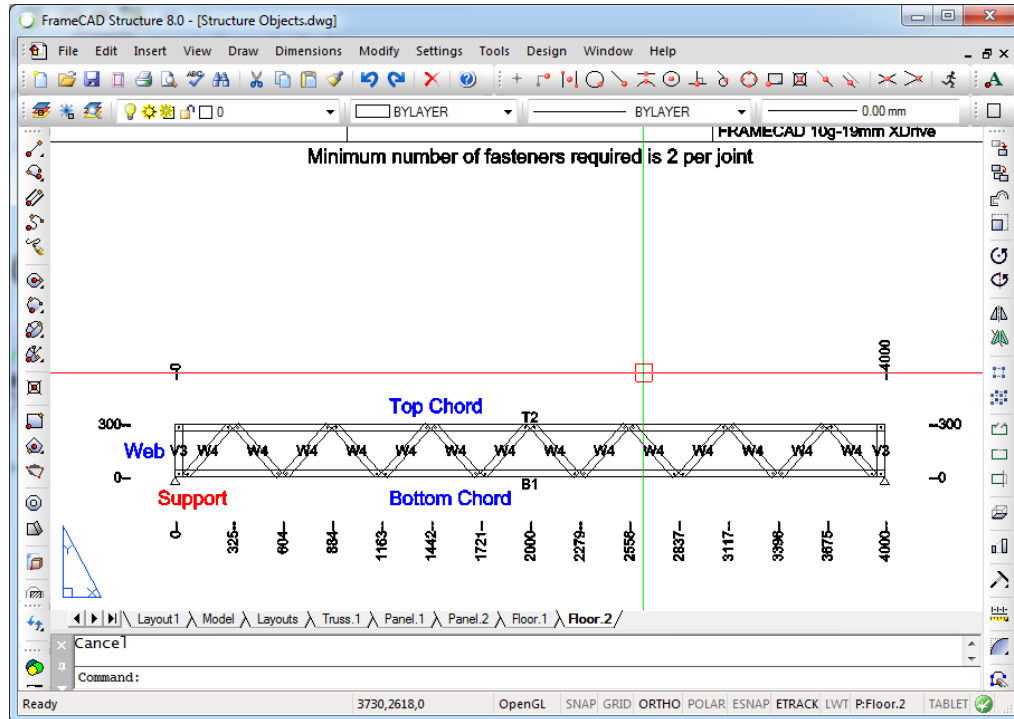 FrameCAD Structure 8.0 - [Structure Objects.dwg]
File Edit Insert View Draw Dimensions Modify Settings Tools Design Window Help
0 BYLAYER BYLAYER 0.00 mm
FRAMECAD 10g-19mm XDrive
Minimum number of fasteners required is 2 per joint
0 4000
Top Chord T2
300 300
Web V3 W4 W4 W4 W4 W4 W4 W4 W4 W4 W4 W4 W4 W4 W4 V3
0 0
Support Bottom Chord B1
0 325 604 884 1163 1442 1721 2000 2279 2558 2837 3117 3396 3675 4000
Y
X
Layout1 Model Layouts Truss.1 Panel.1 Panel.2 Floor.1 Floor.2
Cancel
Command:
Ready 3730,2618,0 OpenGL SNAP GRID ORTHO POLAR ESNAP ETRACK LWT P:Floor.2 TABLET